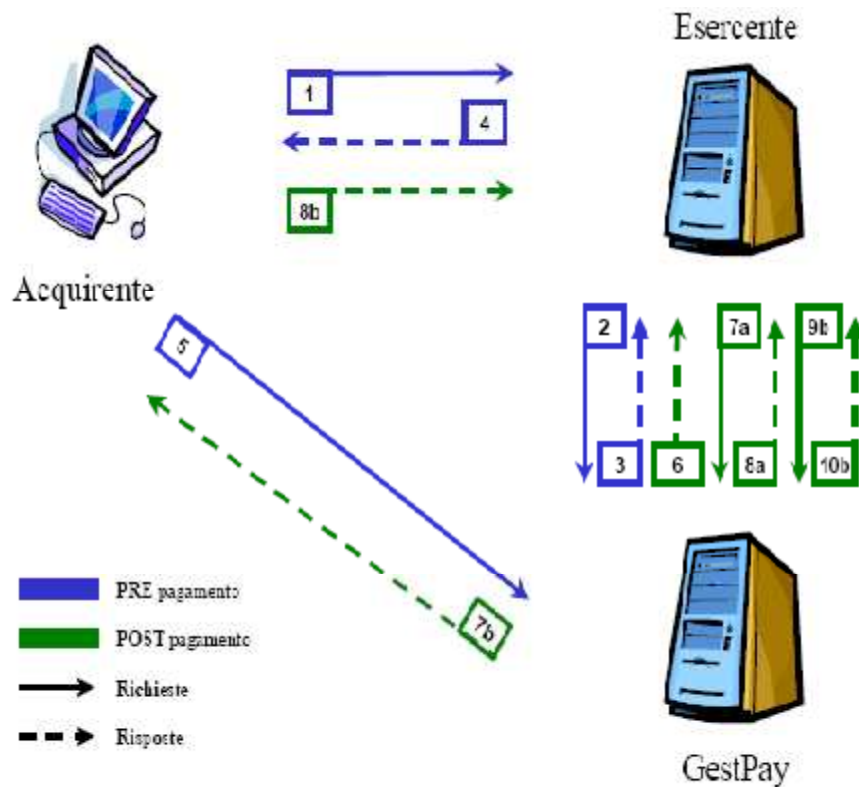 Esercente
1
4
8b
Acquirente
5
2
7a
9b
3
6
8a
10b
7b
PRE pagamento
POST pagamento
Richieste
Risposte
GestPay